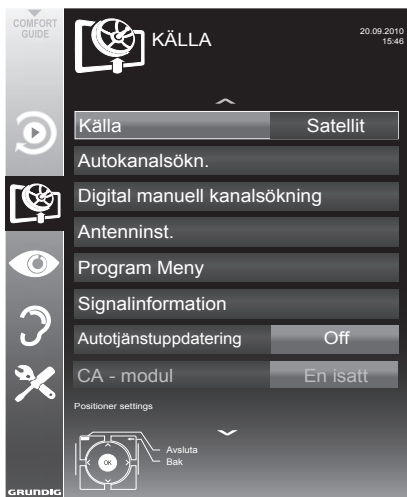 COMFORT
GUIDE
KÄLLA
20.09.2010
15:46
Källa Satellit
Autokanalsökn.
Digital manuell kanalsökning
Antenninst.
Program Meny
Signalinformation
Autotjänstuppdatering Off
CA - modul En isatt
Positioner settings
Avsluta
OK
Bak
GRUNDIG